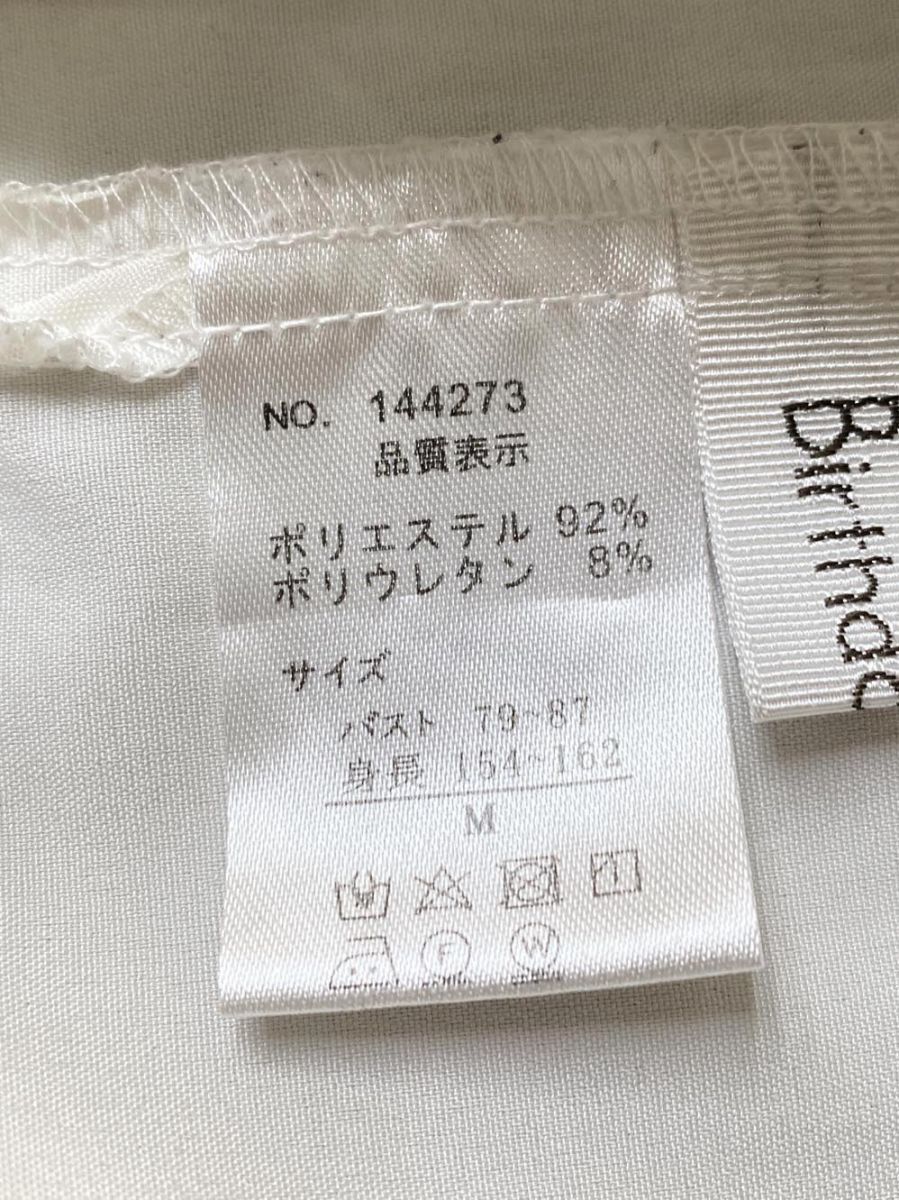 NO. 144273
品質表示
ポリエステル 92%
ポリウレタン 8%
サイズ
バスト 79~87
身長 154~162
M
F
W
Birthda